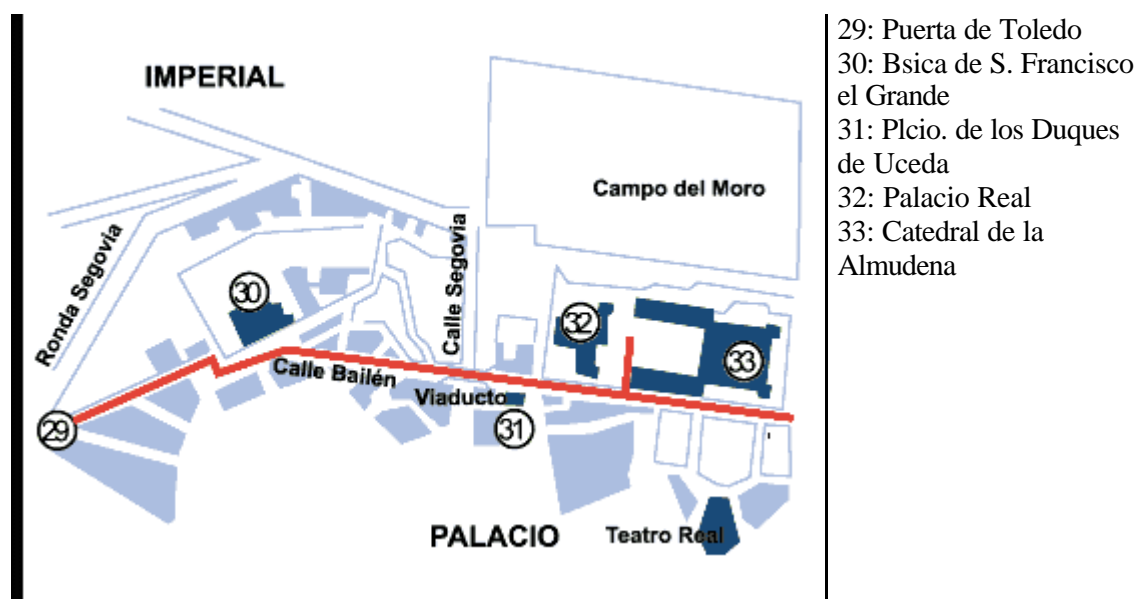 IMPERIAL
Campo del Moro
Ronda Segovia
Calle Segovia
30
32
33
Calle Bailén
Viaducto
29
31
PALACIO
Teatro Real
29: Puerta de Toledo
30: Bsica de S. Francisco
el Grande
31: Plcio. de los Duques
de Uceda
32: Palacio Real
33: Catedral de la
Almudena